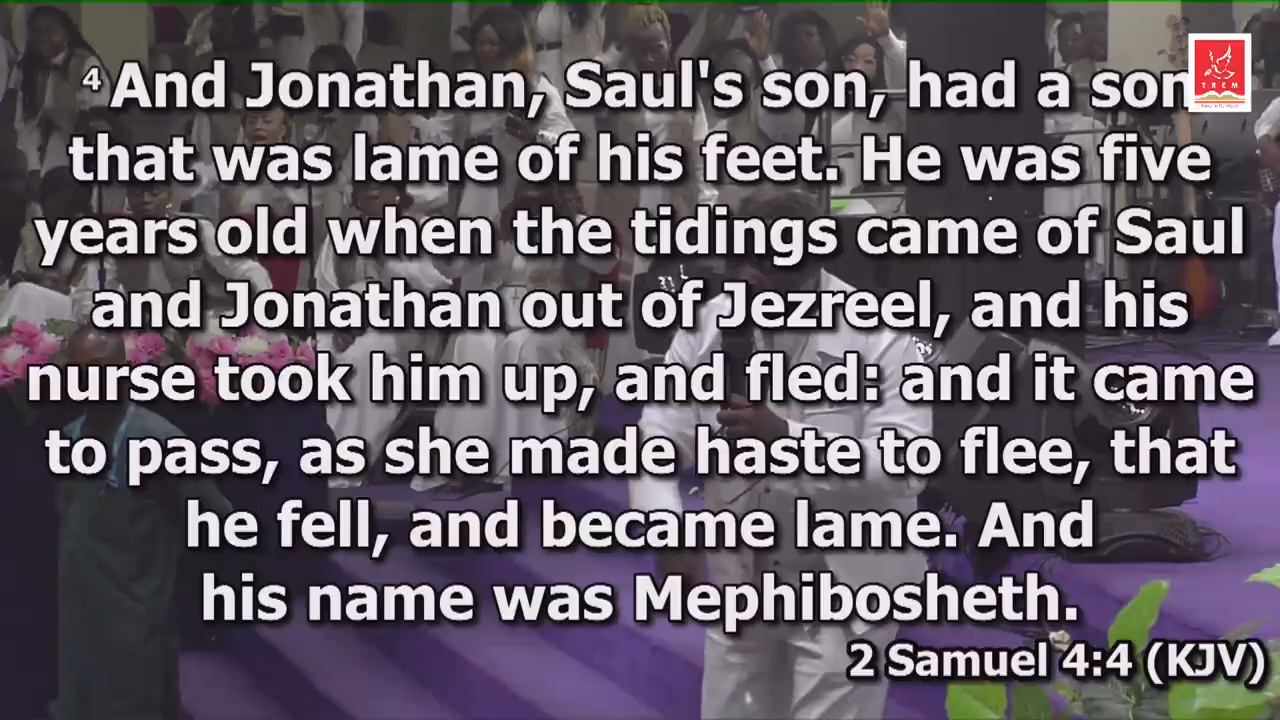 4 And Jonathan, Saul's son, had a son
that was lame of his feet. He was five
years old when the tidings came of Saul
and Jonathan out of Jezreel, and his
nurse took him up, and fled: and it came
to pass, as she made haste to flee, that
he fell, and became lame. And
his name was Mephibosheth.
2 Samuel 4:4 (KJV)
TREM